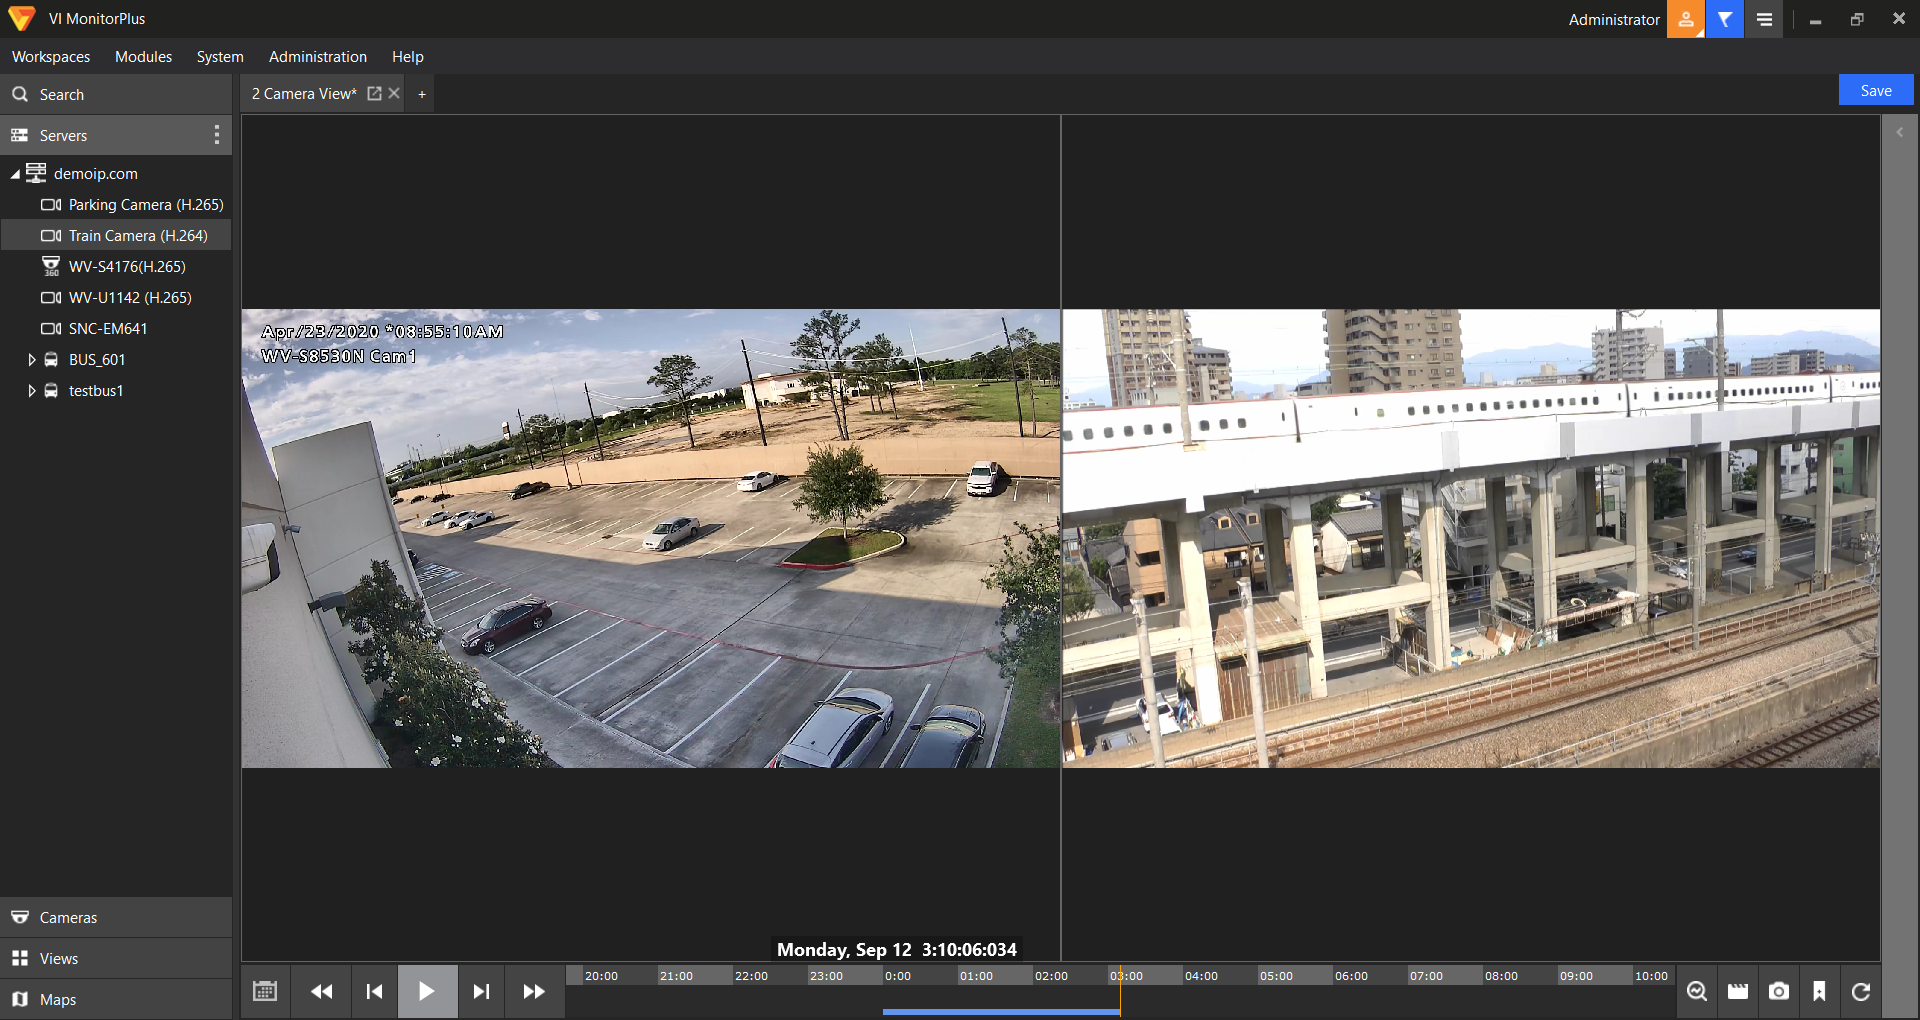 VI MonitorPlus
Administrator
Workspaces Modules System Administration Help
Search
2 Camera View* +
Save
Servers
demoip.com
Parking Camera (H.265)
Train Camera (H.264)
WV-S4176(H.265)
WV-U1142 (H.265)
SNC-EM641
BUS_601
testbus1
Apr/23/2020 *08:55:10AM
WV-S8530N Cam1
Cameras
Views
Maps
Monday, Sep 12 3:10:06:034
20:00 21:00 22:00 23:00 0:00 01:00 02:00 03:00 04:00 05:00 06:00 07:00 08:00 09:00 10:00